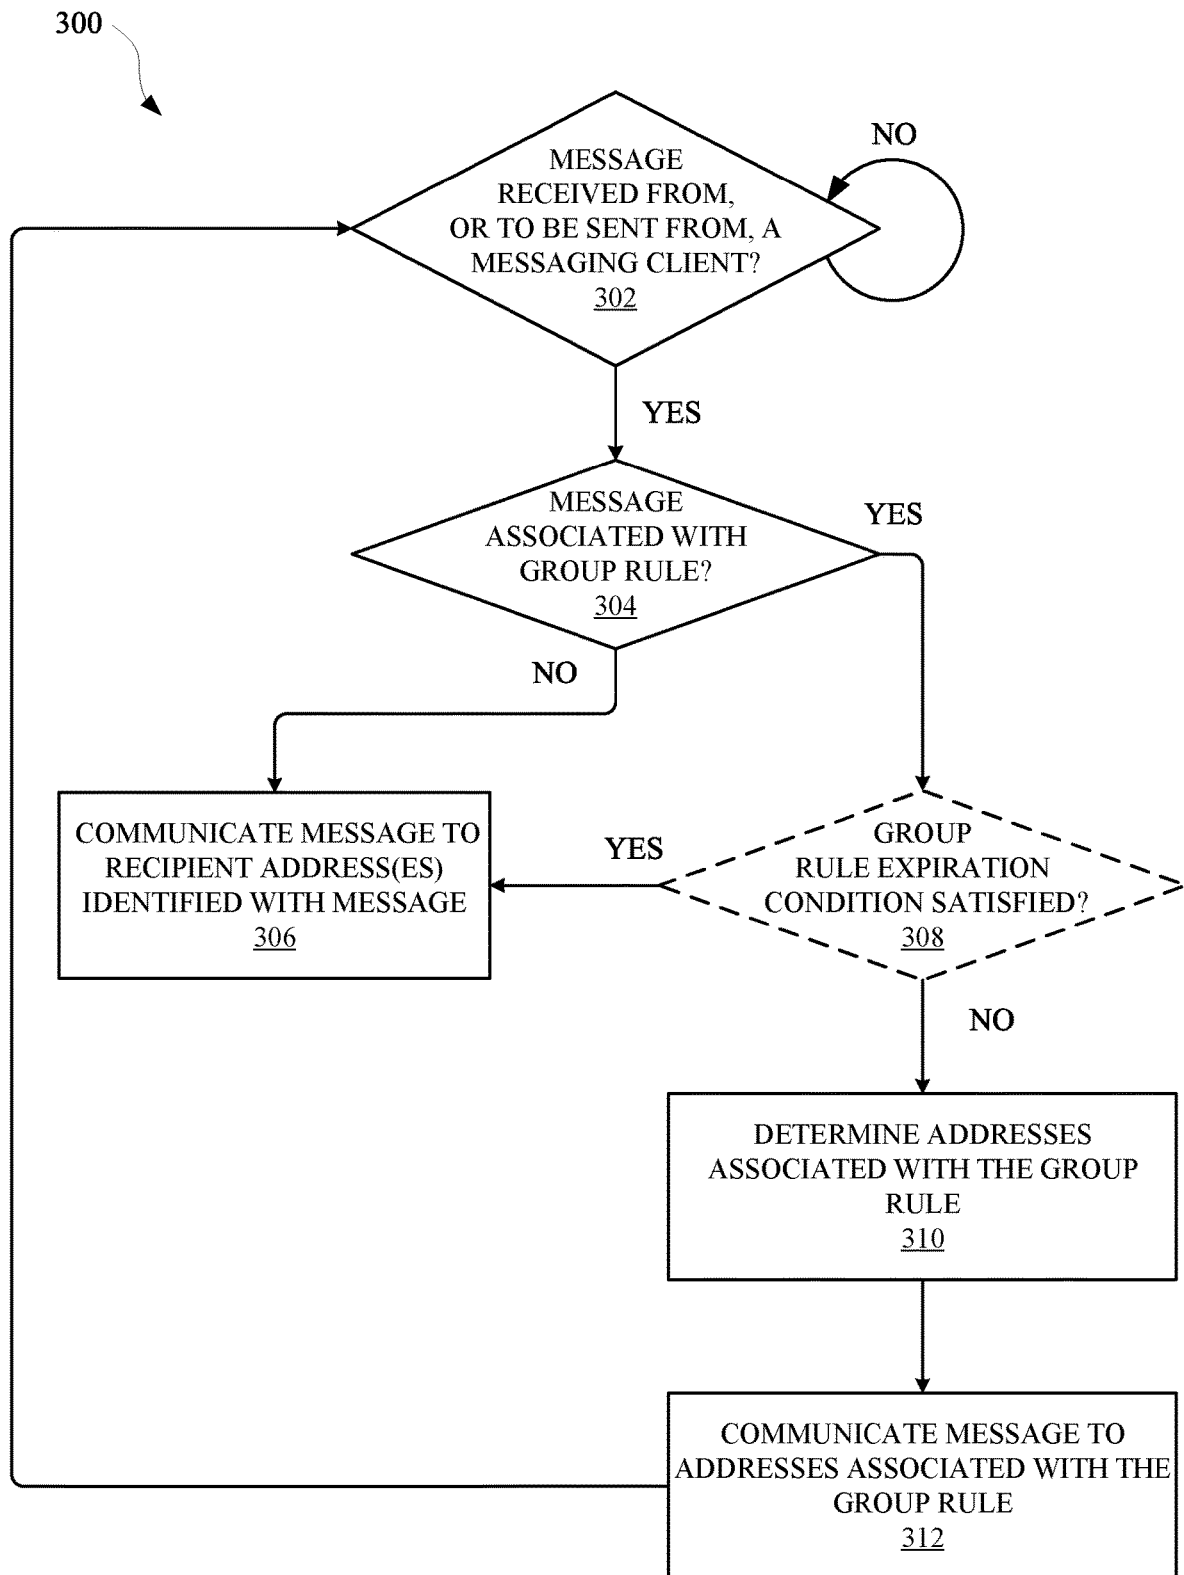 300
MESSAGE
RECEIVED FROM,
OR TO BE SENT FROM, A
MESSAGING CLIENT?
302
NO
YES
MESSAGE
ASSOCIATED WITH
GROUP RULE?
304
YES
NO
COMMUNICATE MESSAGE TO
RECIPIENT ADDRESS(ES)
IDENTIFIED WITH MESSAGE
306
YES
GROUP
RULE EXPIRATION
CONDITION SATISFIED?
308
NO
DETERMINE ADDRESSES
ASSOCIATED WITH THE GROUP
RULE
310
COMMUNICATE MESSAGE TO
ADDRESSES ASSOCIATED WITH THE
GROUP RULE
312